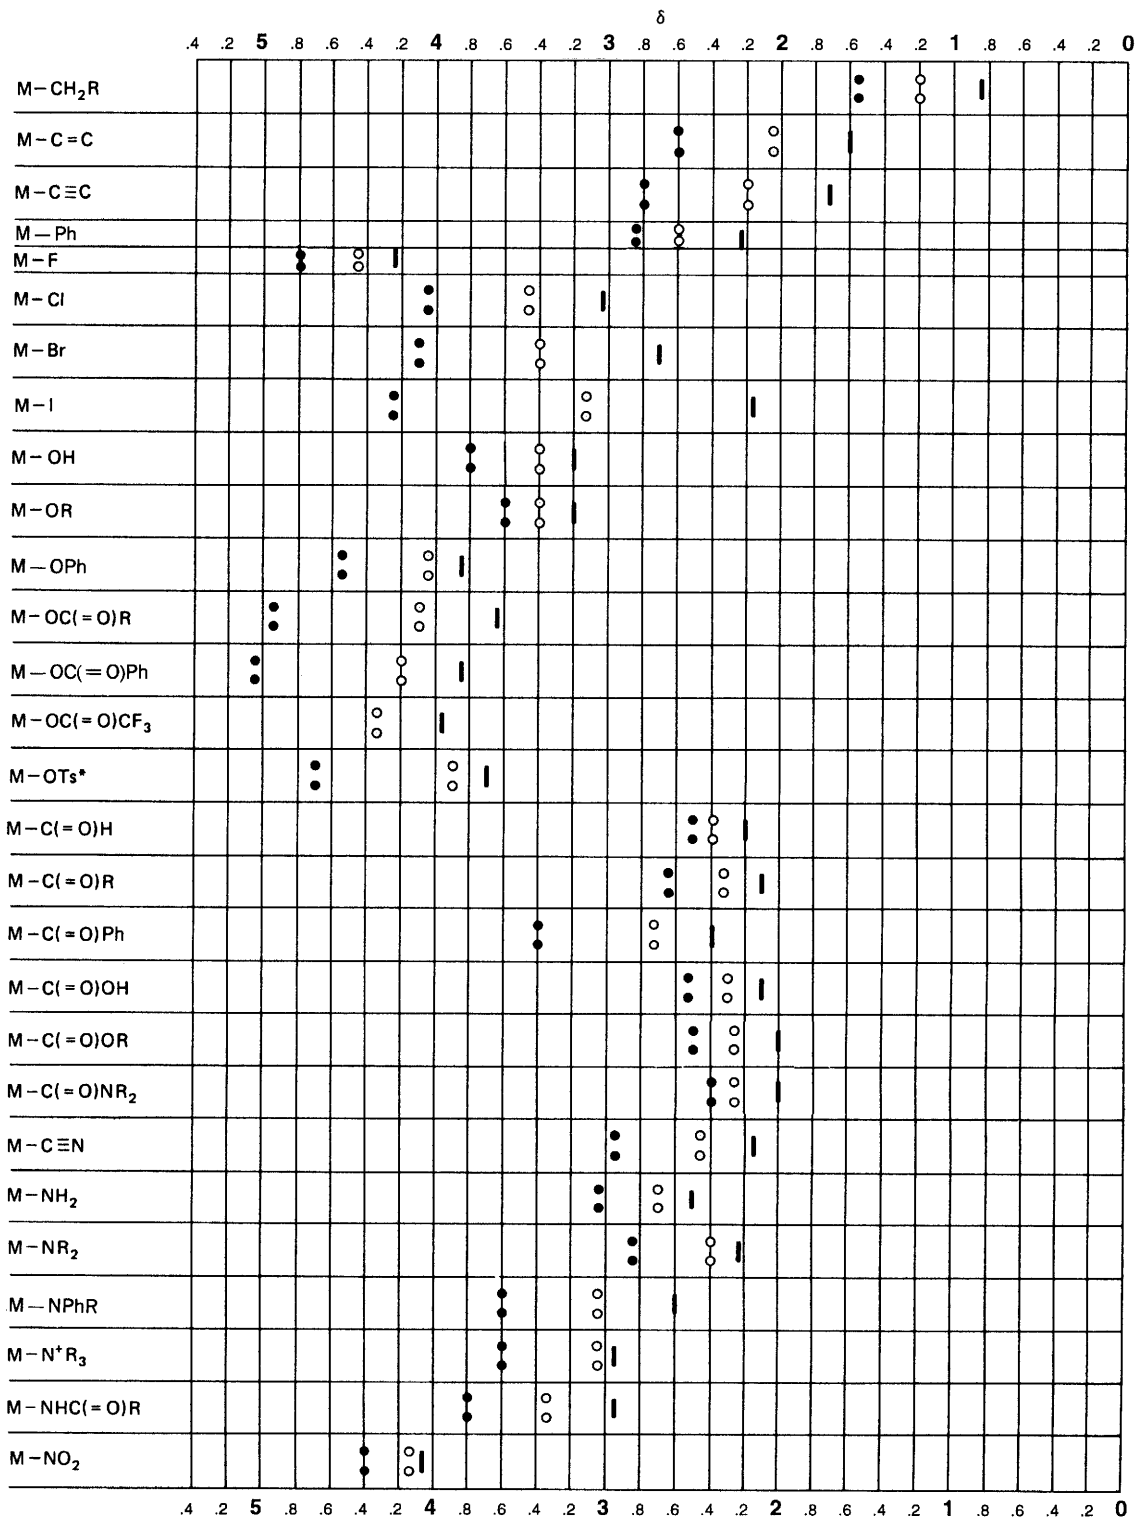 δ
.4 .2 5 .8 .6 .4 .2 4 .8 .6 .4 .2 3 .8 .6 .4 .2 2 .8 .6 .4 .2 1 .8 .6 .4 .2 0
M–CH₂R
M–C=C
M–C≡C
M–Ph
M–F
M–Cl
M–Br
M–I
M–OH
M–OR
M–OPh
M–OC(=O)R
M–OC(=O)Ph
M–OC(=O)CF₃
M–OTs*
M–C(=O)H
M–C(=O)R
M–C(=O)Ph
M–C(=O)OH
M–C(=O)OR
M–C(=O)NR₂
M–C≡N
M–NH₂
M–NR₂
M–NPhR
M–N⁺R₃
M–NHC(=O)R
M–NO₂
.4 .2 5 .8 .6 .4 .2 4 .8 .6 .4 .2 3 .8 .6 .4 .2 2 .8 .6 .4 .2 1 .8 .6 .4 .2 0